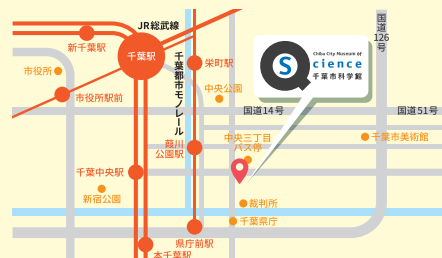 JR総武線
国道126号
新千葉駅
千葉駅
Chiba City Museum of
Science
千葉市科学館
市役所
栄町駅
千葉都市モノレール
中央公園
市役所駅前
国道14号
国道51号
中央三丁目
バス停
千葉市美術館
葭川
公園駅
千葉中央駅
新宿公園
裁判所
千葉県庁
県庁前駅
本千葉駅